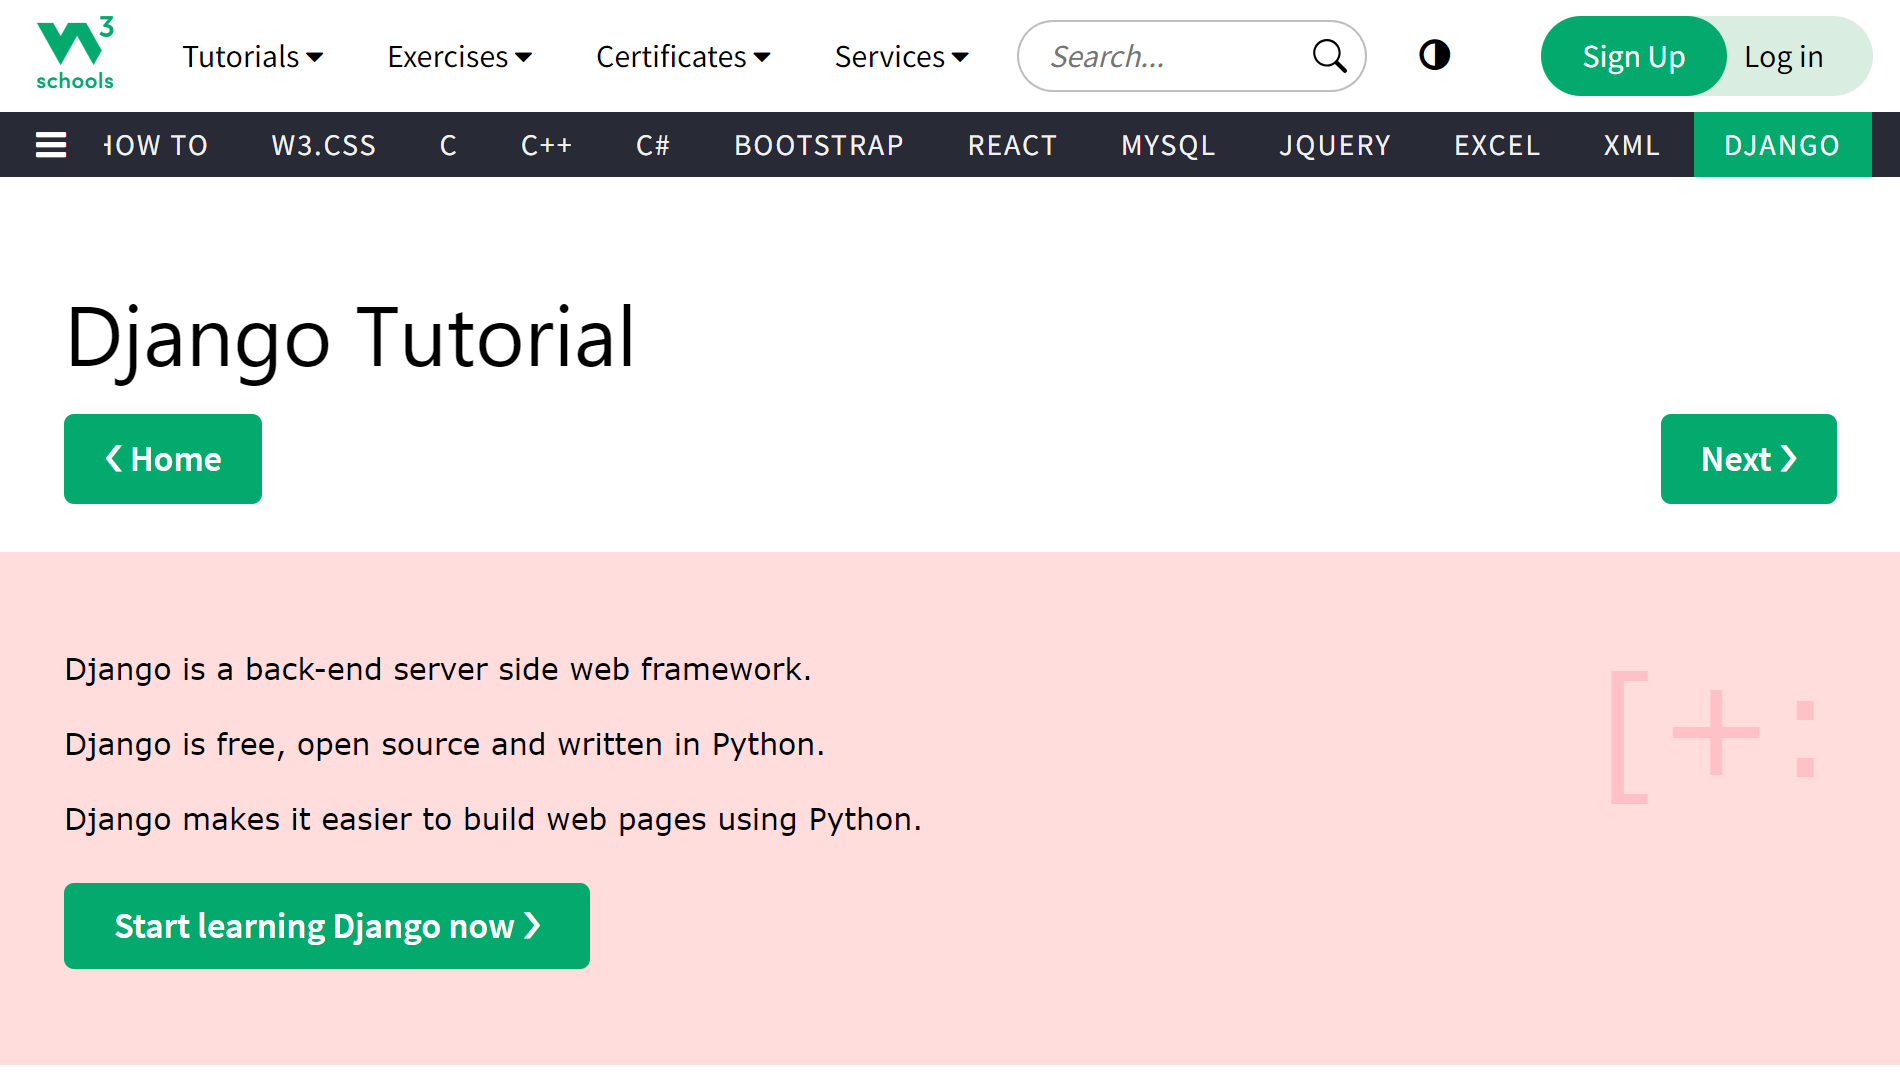 W3 schools
Tutorials Exercises Certificates Services Search... Sign Up Log in
HOW TO W3.CSS C C++ C# BOOTSTRAP REACT MYSQL JQUERY EXCEL XML DJANGO
Django Tutorial
❮ Home Next ❯
Django is a back-end server side web framework.
Django is free, open source and written in Python.
Django makes it easier to build web pages using Python.
[+:
Start learning Django now ❯